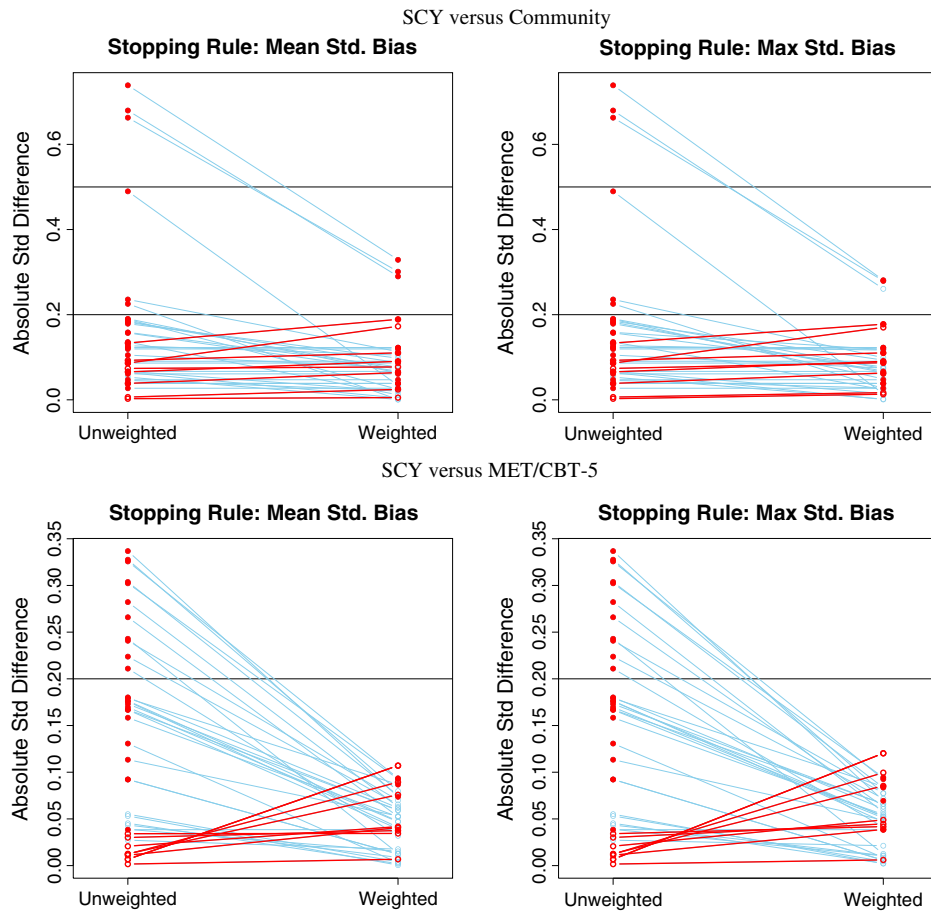 SCY versus Community
Stopping Rule: Mean Std. Bias
Absolute Std Difference
0.6
0.4
0.2
0.0
Unweighted Weighted
Stopping Rule: Max Std. Bias
Absolute Std Difference
0.6
0.4
0.2
0.0
Unweighted Weighted
SCY versus MET/CBT-5
Stopping Rule: Mean Std. Bias
Absolute Std Difference
0.35
0.30
0.25
0.20
0.15
0.10
0.05
0.00
Unweighted Weighted
Stopping Rule: Max Std. Bias
Absolute Std Difference
0.35
0.30
0.25
0.20
0.15
0.10
0.05
0.00
Unweighted Weighted